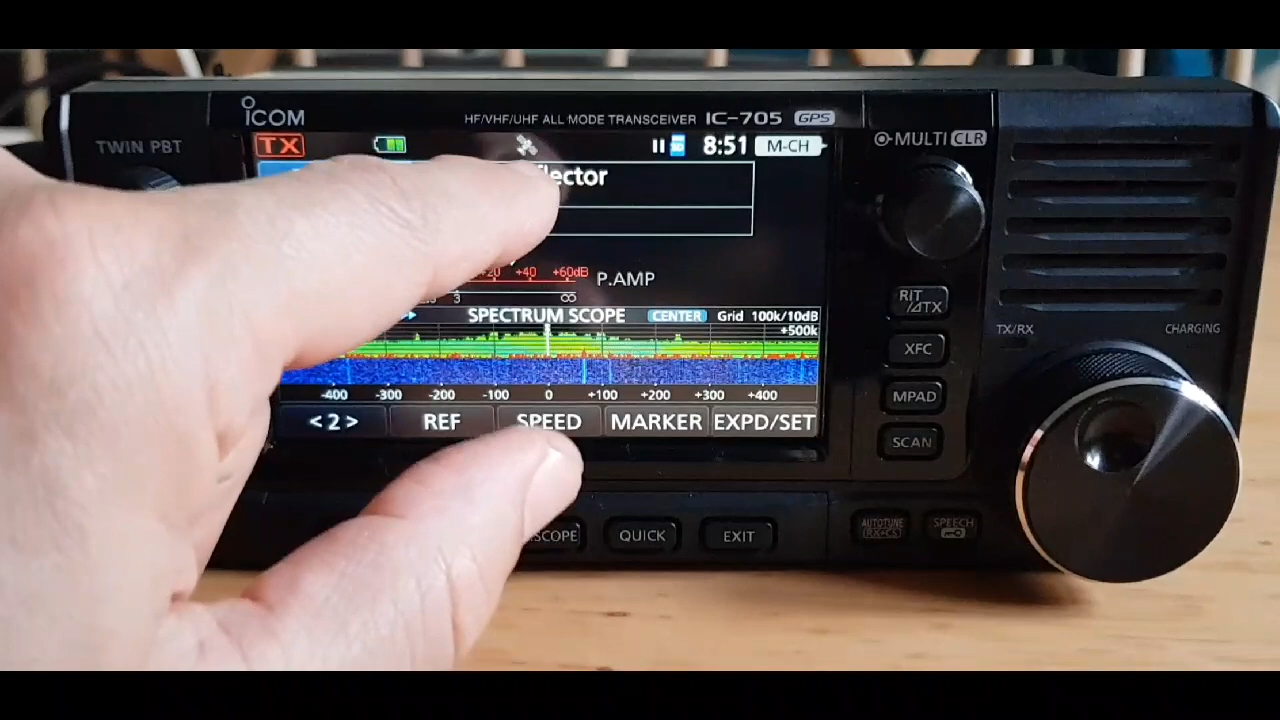 ICOM
HF/VHF/UHF ALL MODE TRANSCEIVER IC-705 GPS
TWIN PBT
TX
8:51 M-CH
MULTI CLR
+20 +40 +60dB P.AMP
3 ∞
SPECTRUM SCOPE CENTER Grid 100k/10dB
+500k
-400 -300 -200 -100 0 +100 +200 +300 +400
<2> REF SPEED MARKER EXPD/SET
RIT
/⊿TX
XFC
MPAD
SCAN
TX/RX CHARGING
QUICK EXIT
AUTOTUNE
RX→CS
SPEECH